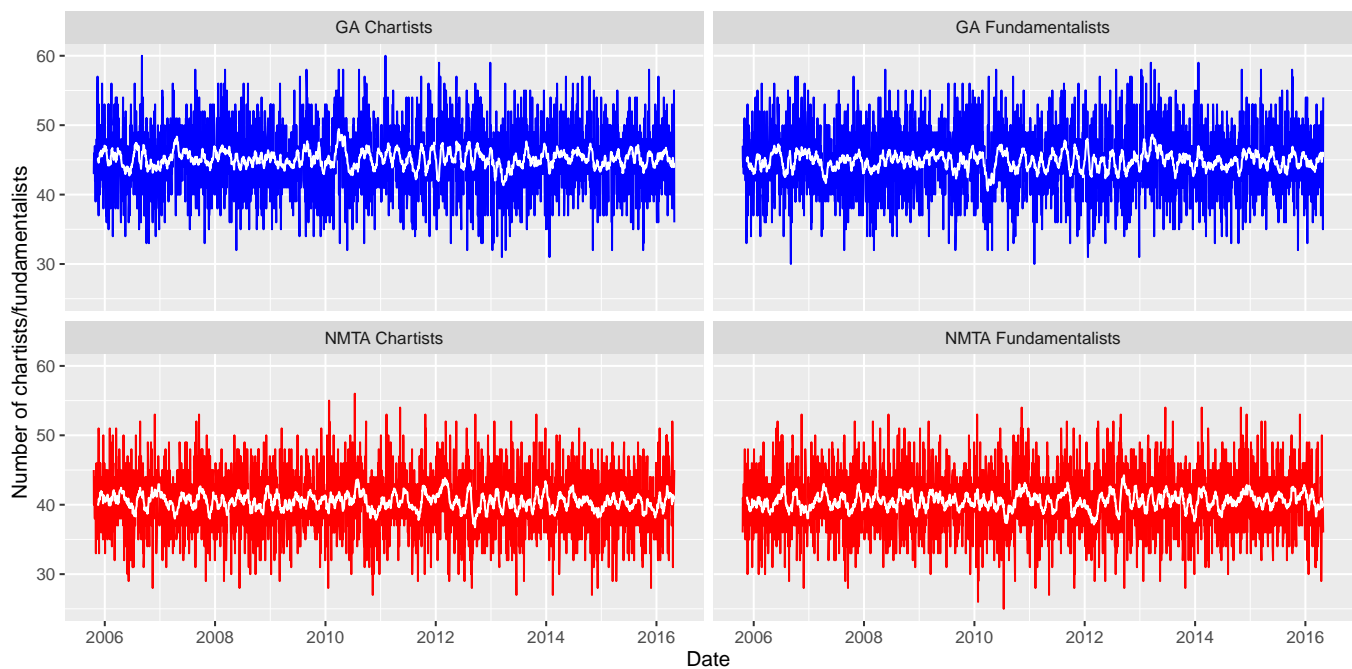 GA Chartists
GA Fundamentalists
60
50
40
30
NMTA Chartists
NMTA Fundamentalists
60
50
40
30
2006 2008 2010 2012 2014 2016
2006 2008 2010 2012 2014 2016
Date
Number of chartists/fundamentalists